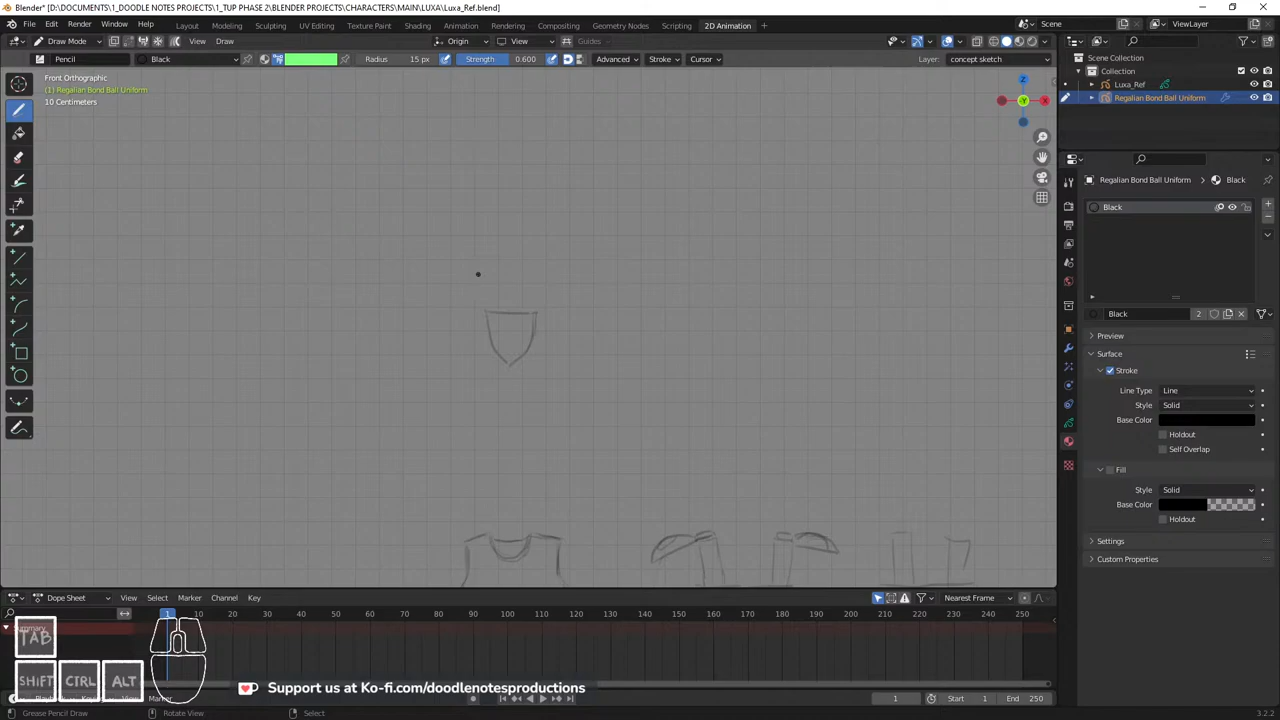 Blender* [D:\DOCUMENTS\1_DOODLE NOTES PROJECTS\1_TUP PHASE 2\BLENDER PROJECTS\CHARACTERS\MAIN\LUXA\Luxa_Ref.blend]
File Edit Render Window Help Layout Modeling Sculpting UV Editing Texture Paint Shading Animation Rendering Compositing Geometry Nodes Scripting 2D Animation + Scene ViewLayer
Draw Mode View Draw Origin View Guides
Pencil Black Radius 15 px Strength 0.600 Advanced Stroke Cursor Layer: concept sketch
Scene Collection
Collection
Luxa_Ref
Regalian Bond Ball Uniform
Front Orthographic
(1) Regalian Bond Ball Uniform
10 Centimeters
Z
Y
X
Regalian Bond Ball Uniform > Black
Black
Black 2
Preview
Surface
Stroke
Line Type Line
Style Solid
Base Color
Holdout
Self Overlap
Fill
Style Solid
Base Color
Holdout
Settings
Custom Properties
Dope Sheet View Select Marker Channel Frame Key Nearest Frame
1 10 20 30 40 50 60 70 80 90 100 110 120 130 140 150 160 170 180 190 200 210 220 230 240 250
Summary
TAB
SHIFT CTRL ALT
Support us at Ko-fi.com/doodlenotesproductions
View Marker 1 Start 1 End 250
Grease Pencil Draw Rotate View Select 3.2.2